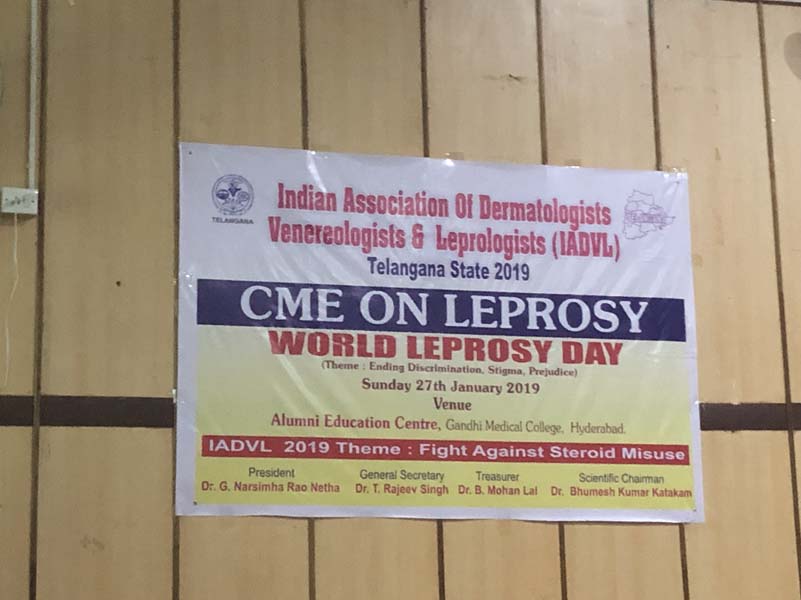 Indian Association Of Dermatologists
Venereologists & Leprologists (IADVL)
TELANGANA
Telangana State 2019
CME ON LEPROSY
WORLD LEPROSY DAY
(Theme : Ending Discrimination, Stigma, Prejudice)
Sunday 27th January 2019
Venue
Alumni Education Centre, Gandhi Medical College, Hyderabad.
IADVL 2019 Theme : Fight Against Steroid Misuse
President General Secretary Treasurer Scientific Chairman
Dr. G. Narsimha Rao Netha Dr. T. Rajeev Singh Dr. B. Mohan Lal Dr. Bhumesh Kumar Katakam